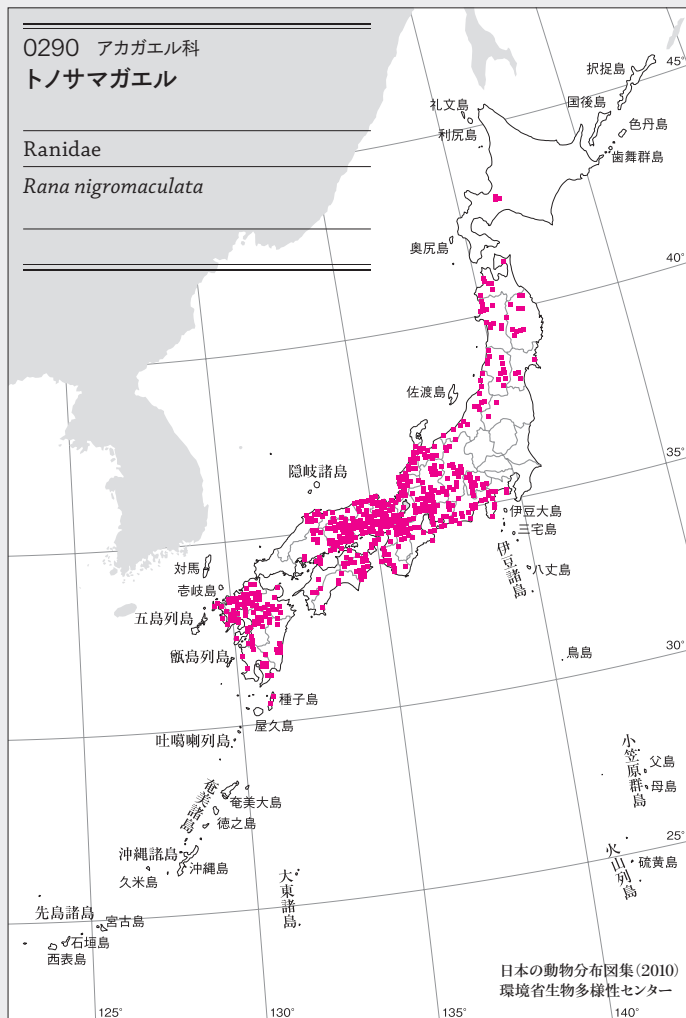 0290 アカガエル科
トノサマガエル
Ranidae
Rana nigromaculata
45°
択捉島
国後島
礼文島
色丹島
利尻島
歯舞群島
奥尻島
40°
佐渡島
35°
隠岐諸島
伊豆大島
三宅島
伊豆諸島
八丈島
対馬
壱岐島
五島列島
甑島列島
鳥島
30°
種子島
屋久島
吐噶喇列島
小笠原群島
父島
母島
奄美諸島
奄美大島
徳之島
25°
沖縄諸島
沖縄島
久米島
火山列島
硫黄島
大東諸島
先島諸島
宮古島
石垣島
西表島
日本の動物分布図集(2010)
環境省生物多様性センター
125°
130°
135°
140°